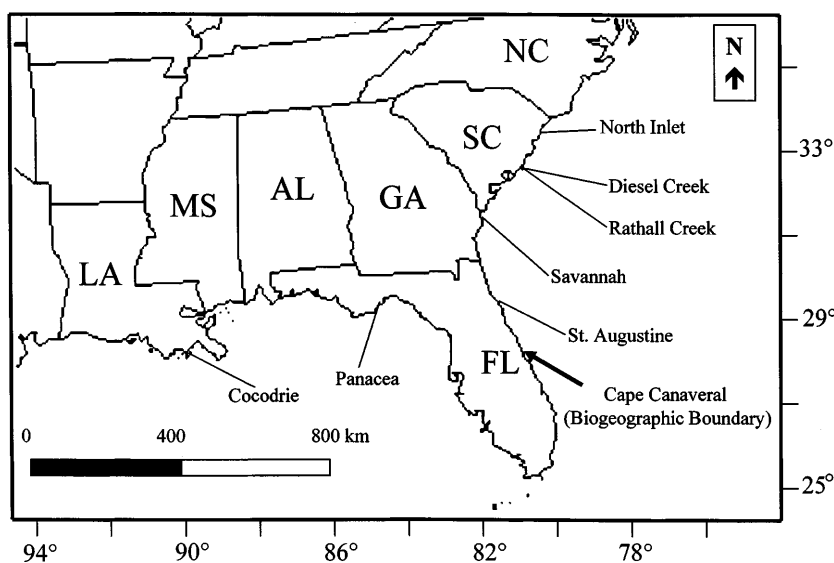 NC
N
SC
North Inlet
33°
Diesel Creek
MS
AL
GA
Rathall Creek
LA
Savannah
29°
St. Augustine
FL
Panacea
Cocodrie
Cape Canaveral
(Biogeographic Boundary)
0 400 800 km
25°
94° 90° 86° 82° 78°